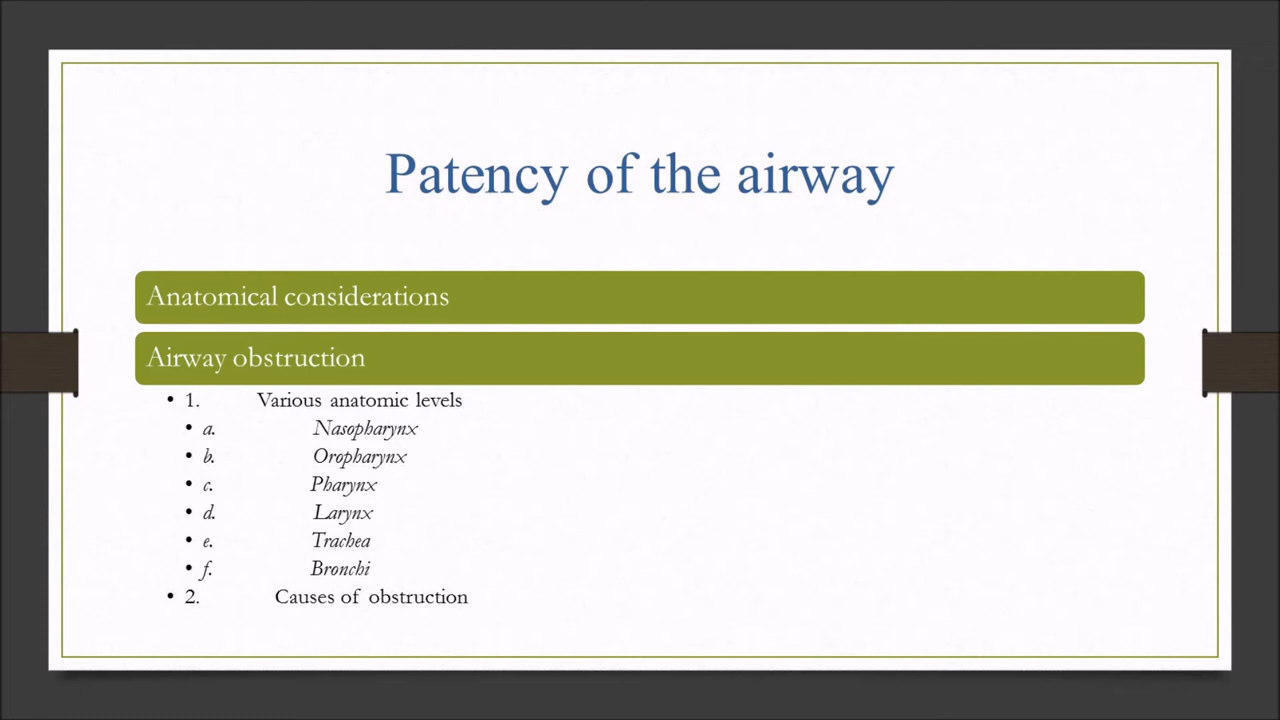 Patency of the airway
Anatomical considerations
Airway obstruction
• 1. Various anatomic levels
• a. Nasopharynx
• b. Oropharynx
• c. Pharynx
• d. Larynx
• e. Trachea
• f. Bronchi
• 2. Causes of obstruction